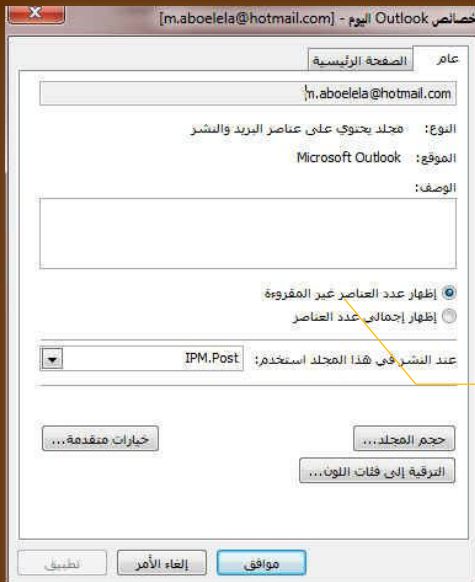 خصائص Outlook اليوم - [m.aboelela@hotmail.com]
عام الصفحة الرئيسية
m.aboelela@hotmail.com
النوع: مجلد يحتوي على عناصر البريد والنشر
الموقع: Microsoft Outlook
الوصف:
إظهار عدد العناصر غير المقروءة
إظهار إجمالي عدد العناصر
عند النشر في هذا المجلد استخدم: IPM.Post
حجم المجلد... خيارات متقدمة...
الترقية إلى فئات اللون...
موافق إلغاء الأمر تطبيق